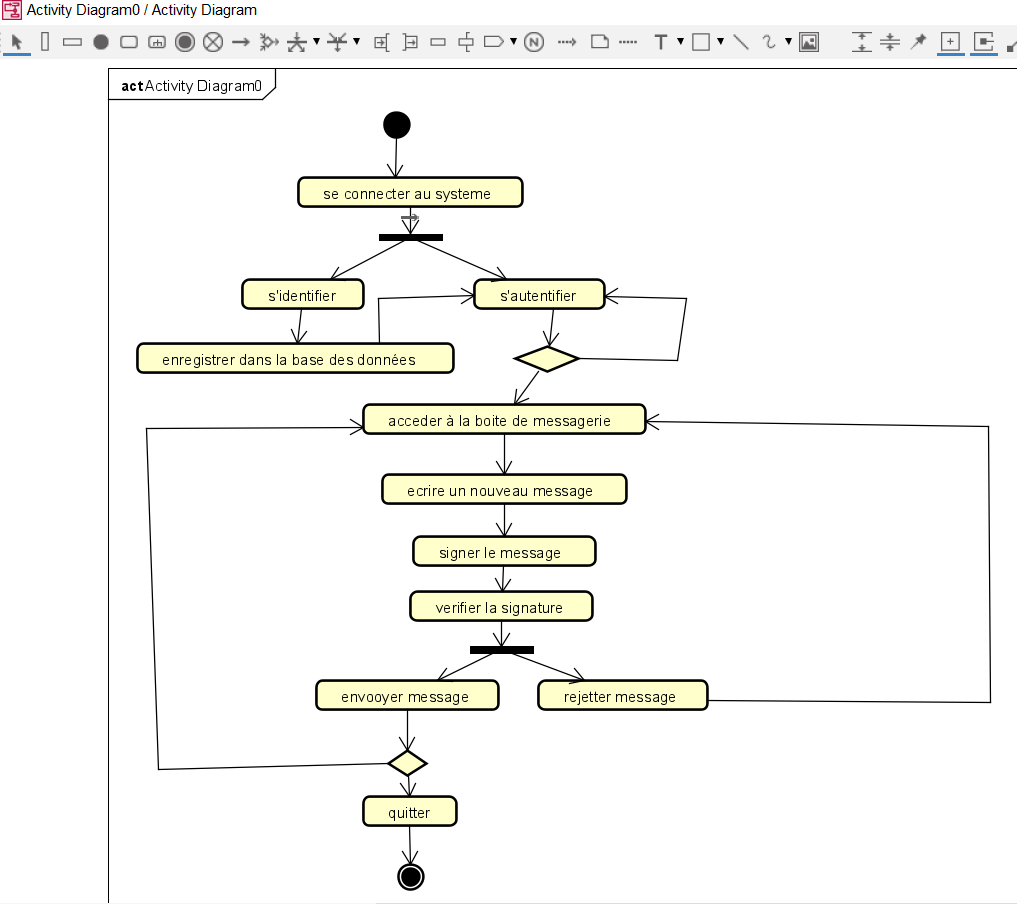 Activity Diagram0 / Activity Diagram
N
T
act Activity Diagram0
se connecter au systeme
s'identifier
s'autentifier
enregistrer dans la base des données
acceder à la boite de messagerie
ecrire un nouveau message
signer le message
verifier la signature
envooyer message
rejetter message
quitter